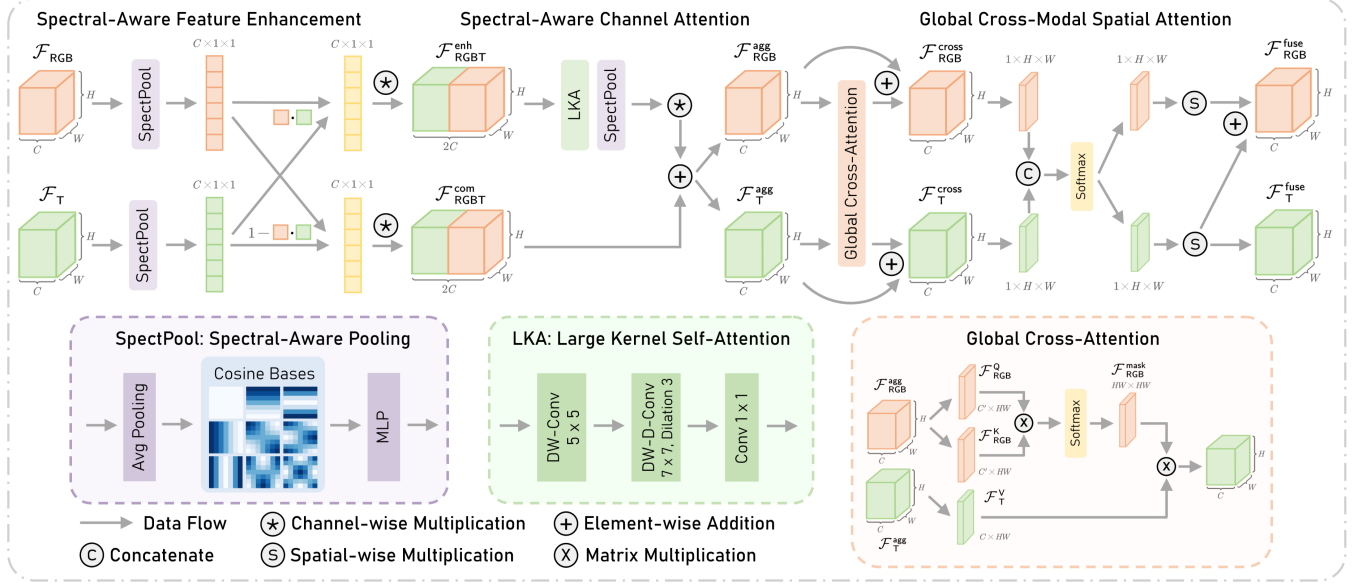 Spectral-Aware Feature Enhancement
Spectral-Aware Channel Attention
Global Cross-Modal Spatial Attention
F_RGB
H
W
C
SpectPool
C×1×1
C×1×1
F^enh_RGBT
H
W
2C
LKA
SpectPool
F^agg_RGB
H
W
C
Global Cross-Attention
F^cross_RGB
H
W
C
1×H×W
1×H×W
F^fuse_RGB
H
W
C
C
Softmax
S
F_T
H
W
C
SpectPool
C×1×1
1−
C×1×1
F^com_RGBT
H
W
2C
F^agg_T
H
W
C
F^cross_T
H
W
C
1×H×W
1×H×W
S
F^fuse_T
H
W
C
SpectPool: Spectral-Aware Pooling
Avg Pooling
Cosine Bases
MLP
LKA: Large Kernel Self-Attention
DW-Conv
5 x 5
DW-D-Conv
7 x 7, Dilation 3
Conv 1 x 1
Global Cross-Attention
F^agg_RGB
H
W
C
F^Q_RGB
C'×HW
F^K_RGB
C'×HW
X
Softmax
F^mask_RGB
HW×HW
X
H
W
C
H
W
C
F^agg_T
F^V_T
C×HW
Data Flow
Channel-wise Multiplication
Element-wise Addition
C Concatenate
S Spatial-wise Multiplication
X Matrix Multiplication